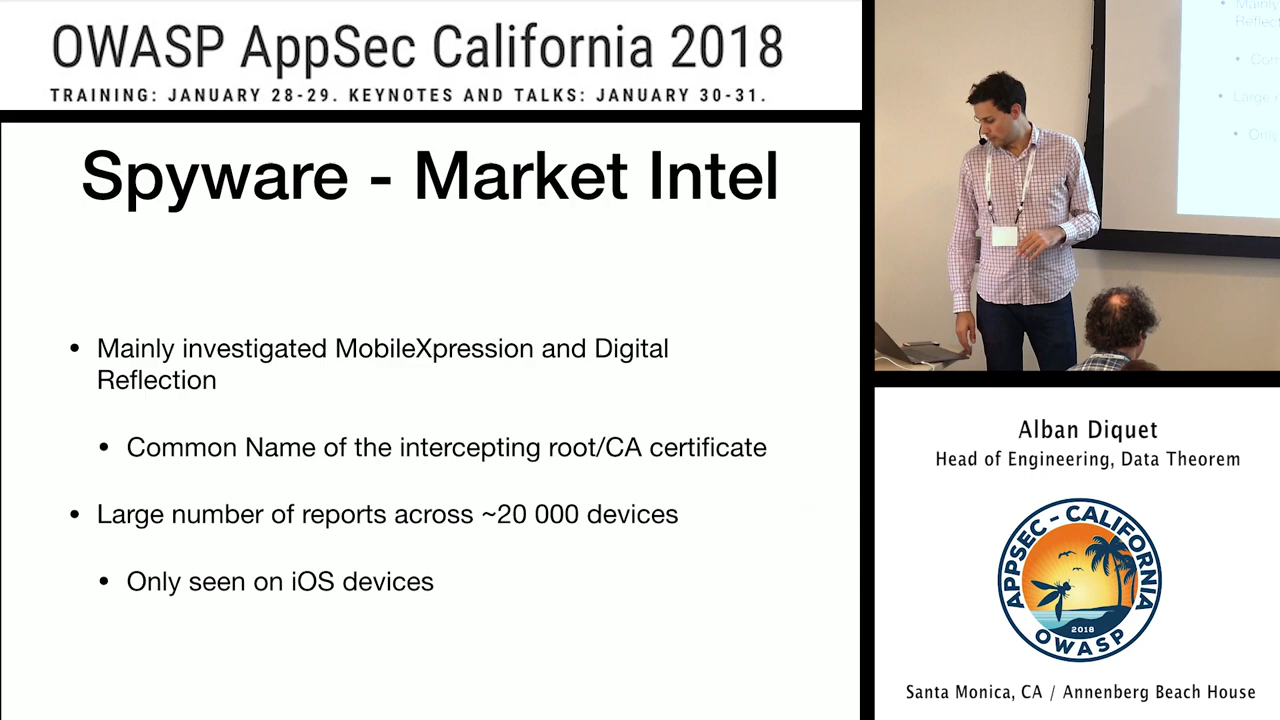 OWASP AppSec California 2018
TRAINING: JANUARY 28-29. KEYNOTES AND TALKS: JANUARY 30-31.
Spyware - Market Intel
• Mainly investigated MobileXpression and Digital
Reflection
• Common Name of the intercepting root/CA certificate
• Large number of reports across ~20 000 devices
• Only seen on iOS devices
Alban Diquet
Head of Engineering, Data Theorem
APPSEC - CALIFORNIA
2018
OWASP
Santa Monica, CA / Annenberg Beach House